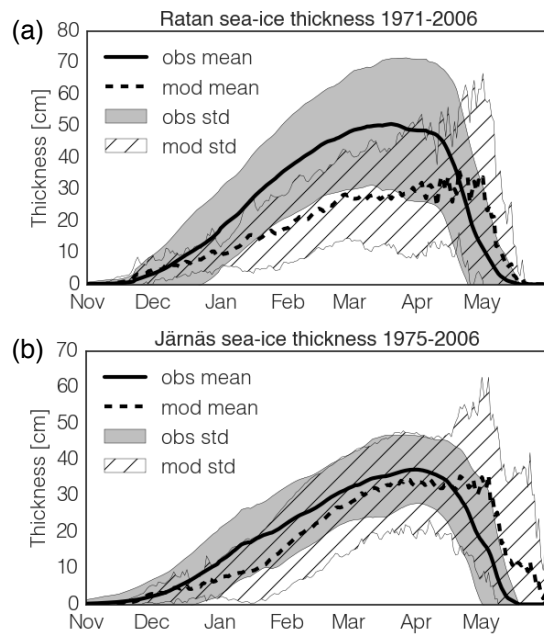 (a)
Ratan sea-ice thickness 1971-2006
80
70
60
50
40
30
20
10
0
Thickness [cm]
obs mean
mod mean
obs std
mod std
Nov Dec Jan Feb Mar Apr May
(b)
Järnäs sea-ice thickness 1975-2006
70
60
50
40
30
20
10
0
Thickness [cm]
obs mean
mod mean
obs std
mod std
Nov Dec Jan Feb Mar Apr May